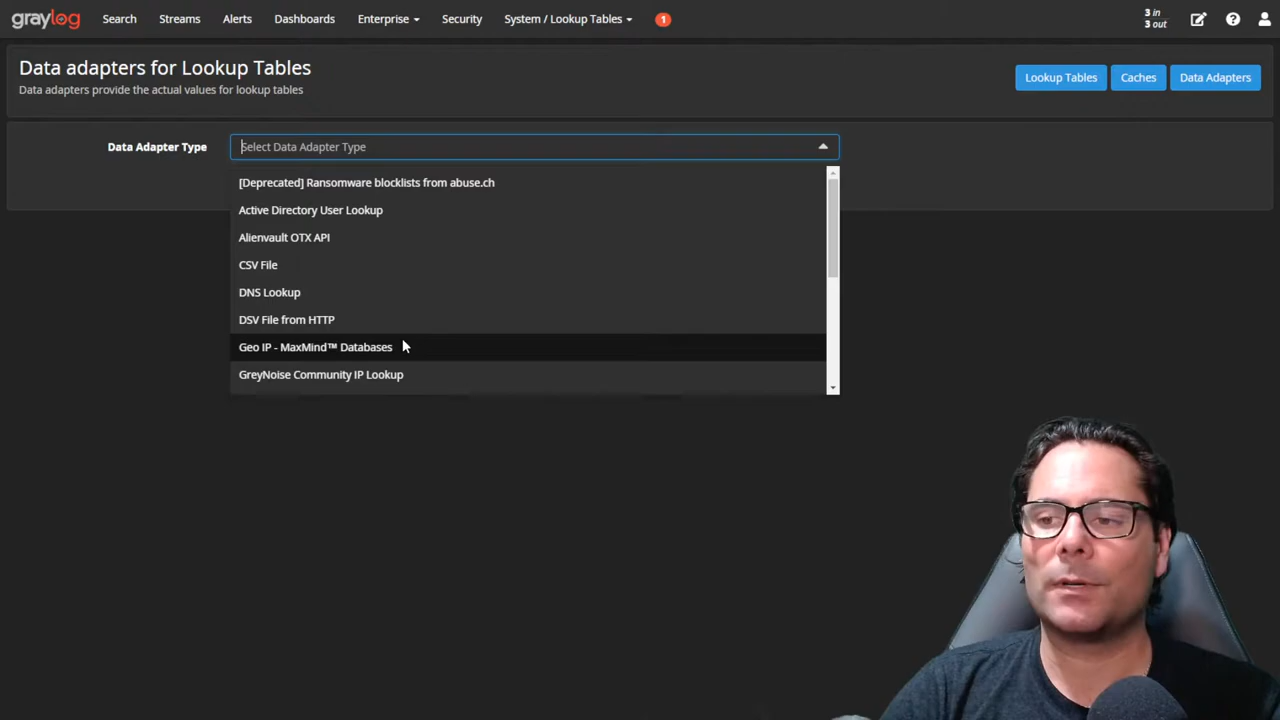 graylog Search Streams Alerts Dashboards Enterprise Security System / Lookup Tables 1 3 in
3 out
Data adapters for Lookup Tables
Data adapters provide the actual values for lookup tables
Lookup Tables Caches Data Adapters
Data Adapter Type Select Data Adapter Type
[Deprecated] Ransomware blocklists from abuse.ch
Active Directory User Lookup
Alienvault OTX API
CSV File
DNS Lookup
DSV File from HTTP
Geo IP - MaxMind™ Databases
GreyNoise Community IP Lookup